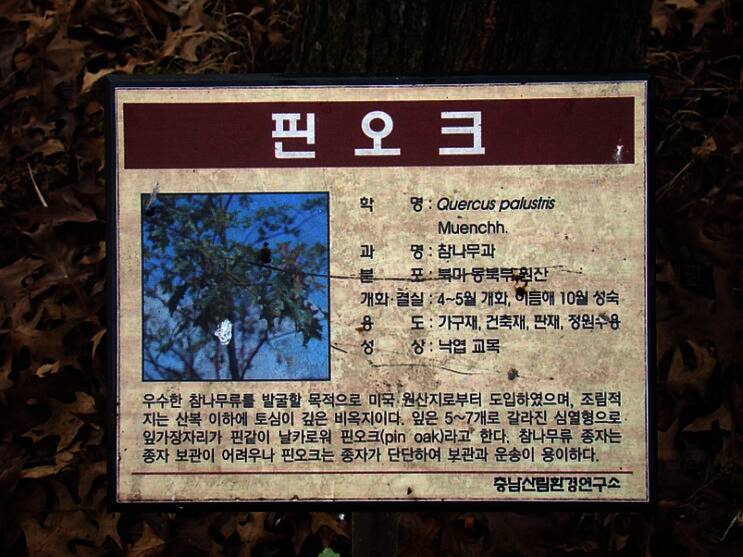 핀오크
학 명 : Quercus palustris
Muenchh.
과 명 : 참나무과
분 포 : 북미 동북부 원산
개화·결실 : 4~5월 개화, 이듬해 10월 성숙
용 도 : 가구재, 건축재, 판재, 정원수용
성 상 : 낙엽 교목
우수한 참나무류를 발굴할 목적으로 미국 원산지로부터 도입하였으며, 조림적
지는 산복 이하에 토심이 깊은 비옥지이다. 잎은 5~7개로 갈라진 심열형으로
잎가장자리가 핀같이 날카로워 핀오크(pin oak)라고 한다. 참나무류 종자는
종자 보관이 어려우나 핀오크는 종자가 단단하여 보관과 운송이 용이하다.
충남산림환경연구소